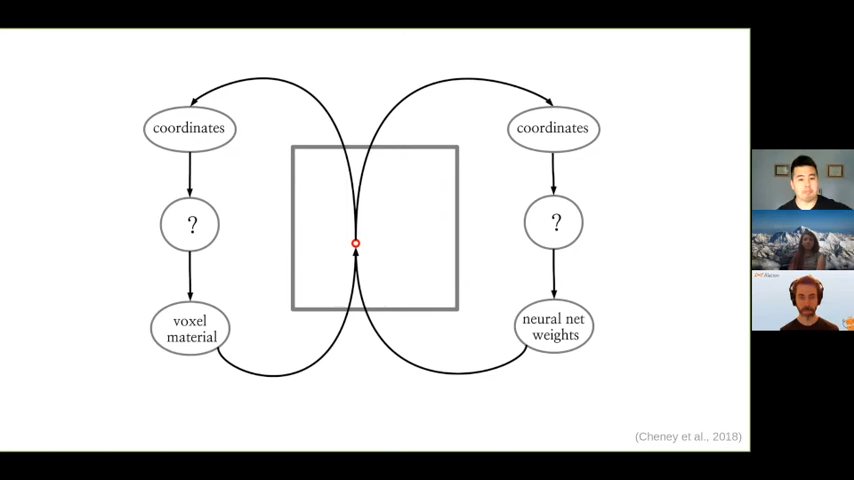 coordinates
?
voxel
material
coordinates
?
neural net
weights
(Cheney et al., 2018)